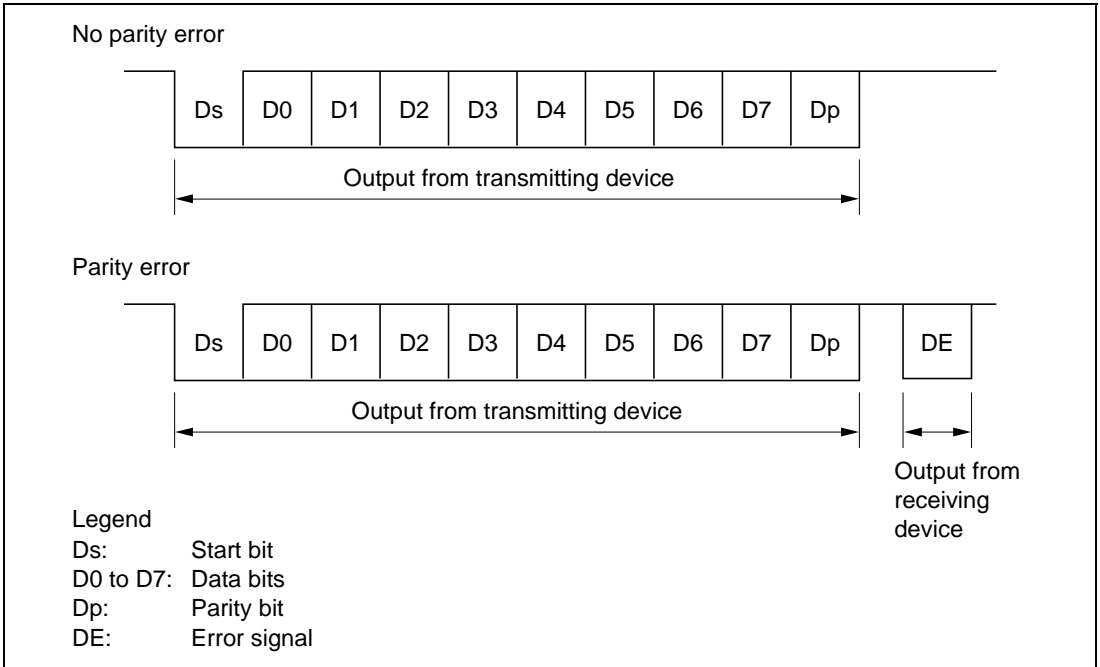 No parity error
Ds D0 D1 D2 D3 D4 D5 D6 D7 Dp
Output from transmitting device
Parity error
Ds D0 D1 D2 D3 D4 D5 D6 D7 Dp DE
Output from transmitting device
Output from
receiving
device
Legend
Ds: Start bit
D0 to D7: Data bits
Dp: Parity bit
DE: Error signal